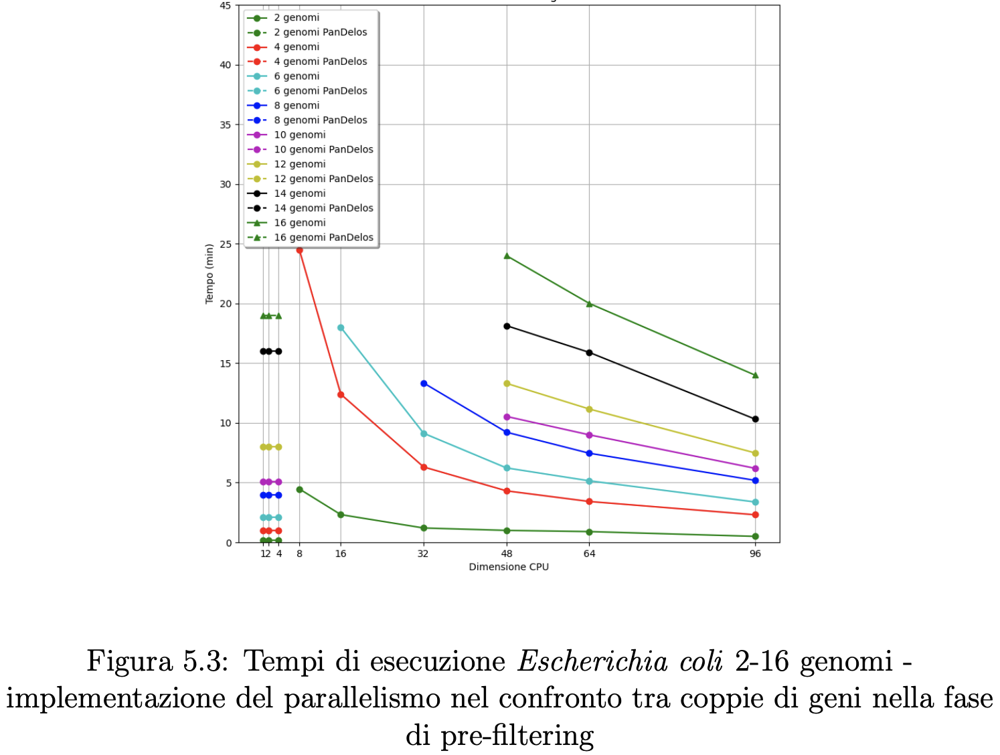 45
40
35
30
25
20
15
10
5
0
Tempo (min)
2 genomi
2 genomi PanDelos
4 genomi
4 genomi PanDelos
6 genomi
6 genomi PanDelos
8 genomi
8 genomi PanDelos
10 genomi
10 genomi PanDelos
12 genomi
12 genomi PanDelos
14 genomi
14 genomi PanDelos
16 genomi
16 genomi PanDelos
1 2 4 8 16 32 48 64 96
Dimensione CPU
Figura 5.3: Tempi di esecuzione Escherichia coli 2-16 genomi -
implementazione del parallelismo nel confronto tra coppie di geni nella fase
di pre-filtering